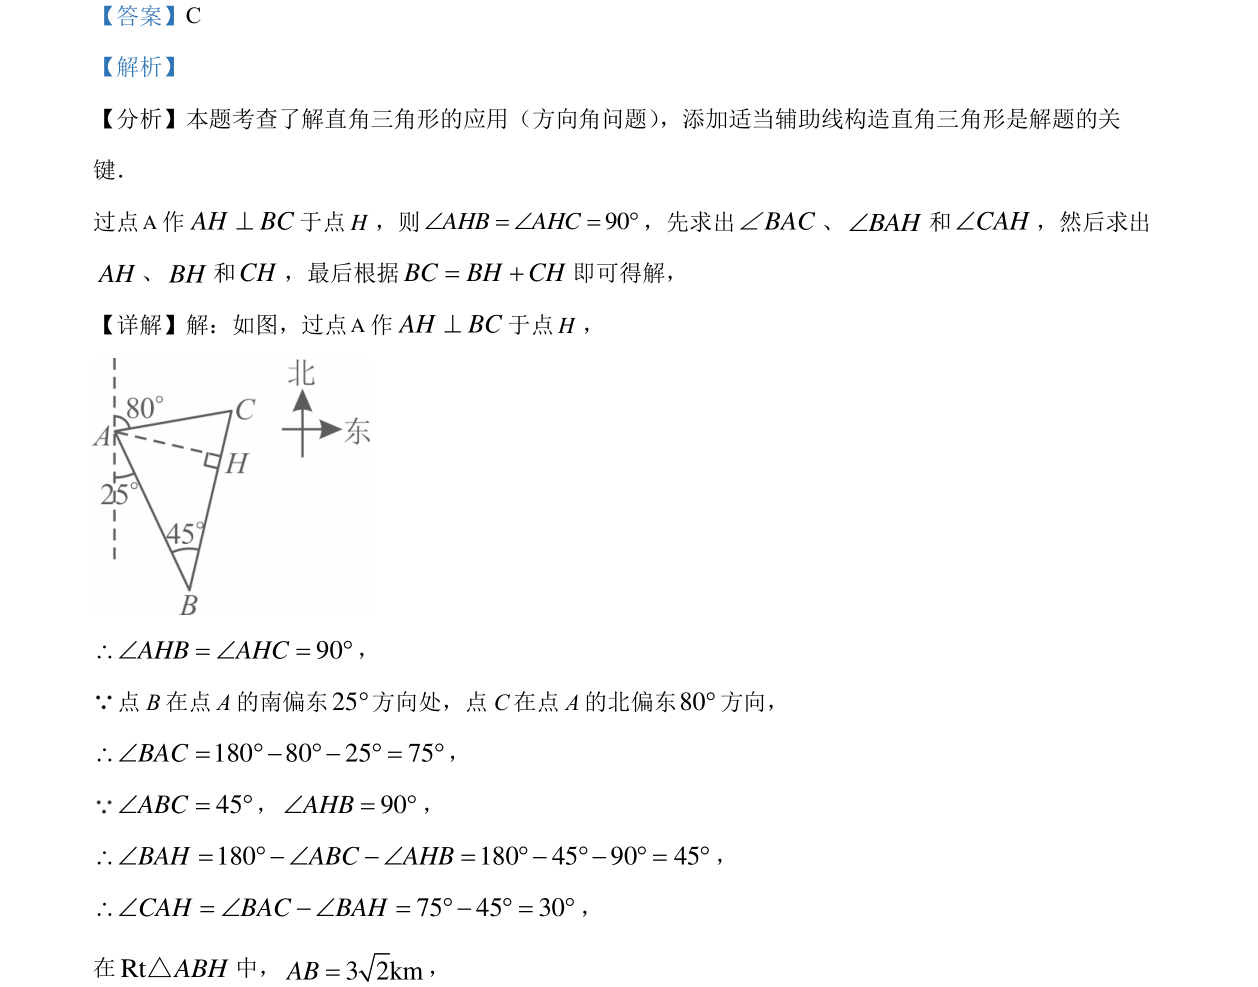 【答案】C
【解析】
【分析】本题考查了解直角三角形的应用（方向角问题），添加适当辅助线构造直角三角形是解题的关
键．
过点A作AH⊥BC于点H，则∠AHB=∠AHC=90°，先求出∠BAC、∠BAH和∠CAH，然后求出
AH、BH和CH，最后根据BC=BH+CH即可得解，
【详解】解：如图，过点A作AH⊥BC于点H，
北
80°
C
A
东
H
25°
45°
B
∴∠AHB=∠AHC=90°，
∵点B在点A的南偏东25°方向处，点C在点A的北偏东80°方向，
∴∠BAC=180°−80°−25°=75°，
∵∠ABC=45°，∠AHB=90°，
∴∠BAH=180°−∠ABC−∠AHB=180°−45°−90°=45°，
∴∠CAH=∠BAC−∠BAH=75°−45°=30°，
在Rt△ABH中，AB=3√2km，